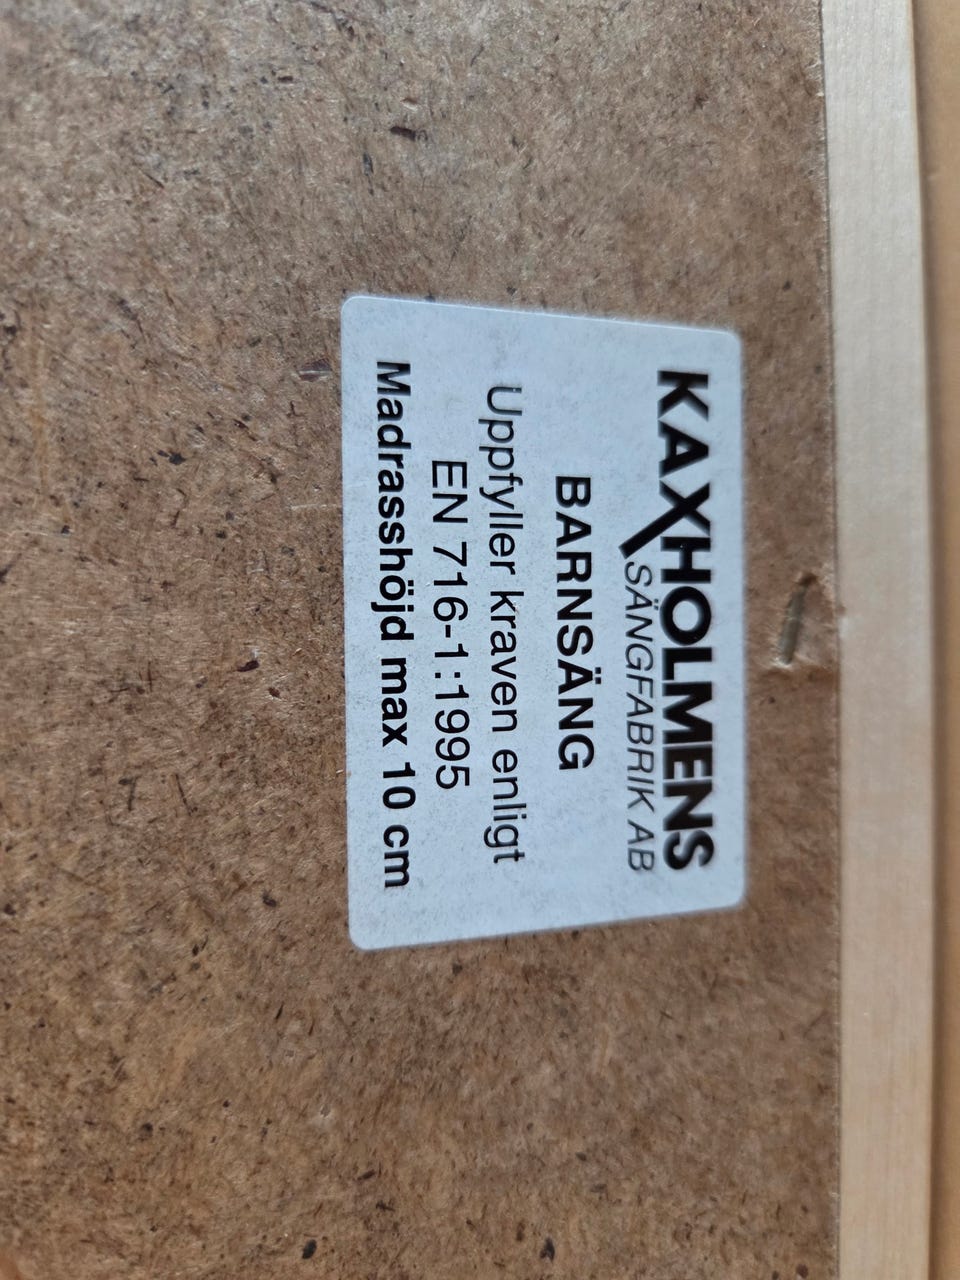 KAXHOLMENS
SÄNGFABRIK AB
BARNSÄNG
Uppfyller kraven enligt
EN 716-1:1995
Madrasshöjd max 10 cm